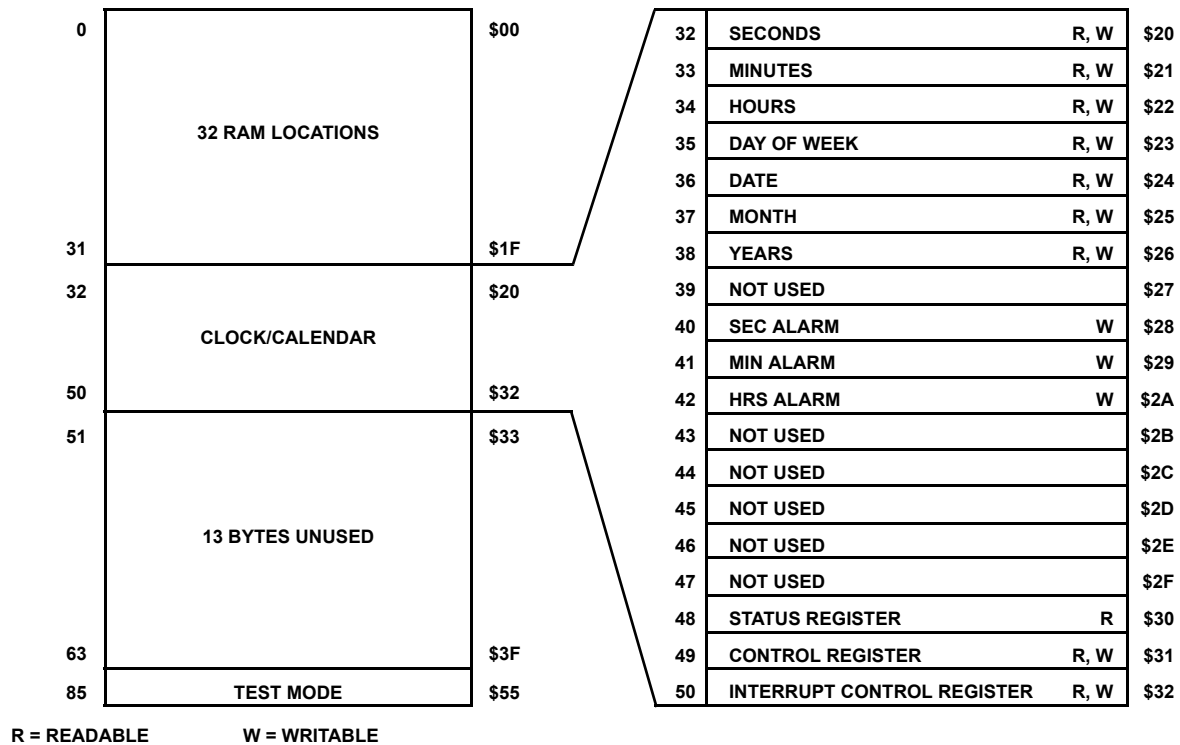 0 $00
32 RAM LOCATIONS
31 $1F
32 $20
CLOCK/CALENDAR
50 $32
51 $33
13 BYTES UNUSED
63 $3F
85 TEST MODE $55
32 SECONDS R, W $20
33 MINUTES R, W $21
34 HOURS R, W $22
35 DAY OF WEEK R, W $23
36 DATE R, W $24
37 MONTH R, W $25
38 YEARS R, W $26
39 NOT USED $27
40 SEC ALARM W $28
41 MIN ALARM W $29
42 HRS ALARM W $2A
43 NOT USED $2B
44 NOT USED $2C
45 NOT USED $2D
46 NOT USED $2E
47 NOT USED $2F
48 STATUS REGISTER R $30
49 CONTROL REGISTER R, W $31
50 INTERRUPT CONTROL REGISTER R, W $32
R = READABLE W = WRITABLE